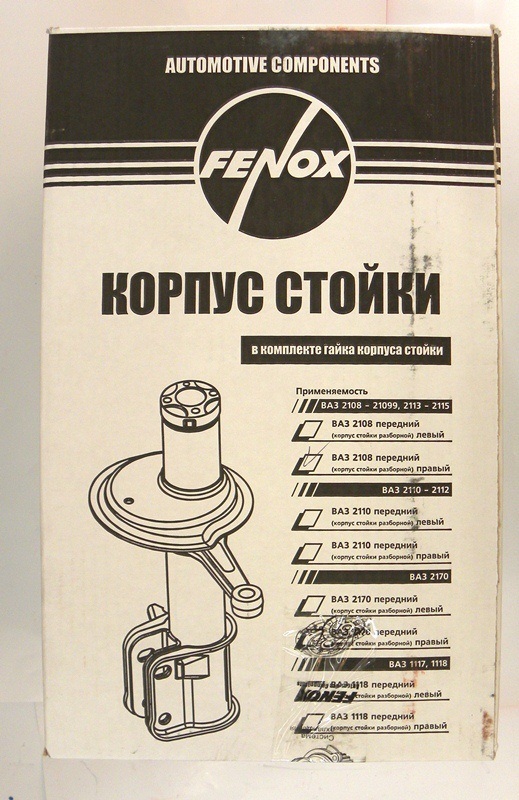 AUTOMOTIVE COMPONENTS
FENOX
КОРПУС СТОЙКИ
в комплекте гайка корпуса стойки
Применяемость
ВАЗ 2108 – 21099, 2113 – 2115
ВАЗ 2108 передний
(корпус стойки разборной) левый
ВАЗ 2108 передний
(корпус стойки разборной) правый
ВАЗ 2110 – 2112
ВАЗ 2110 передний
(корпус стойки разборной) левый
ВАЗ 2110 передний
(корпус стойки разборной) правый
ВАЗ 2170
ВАЗ 2170 передний
(корпус стойки разборной) левый
передний
(корпус стойки разборной) правый
ВАЗ 1117, 1118
ВАЗ 1118 передний
стойки разборной) левый
FENOX
ВАЗ 1118 передний
(корпус стойки разборной) правый
Система